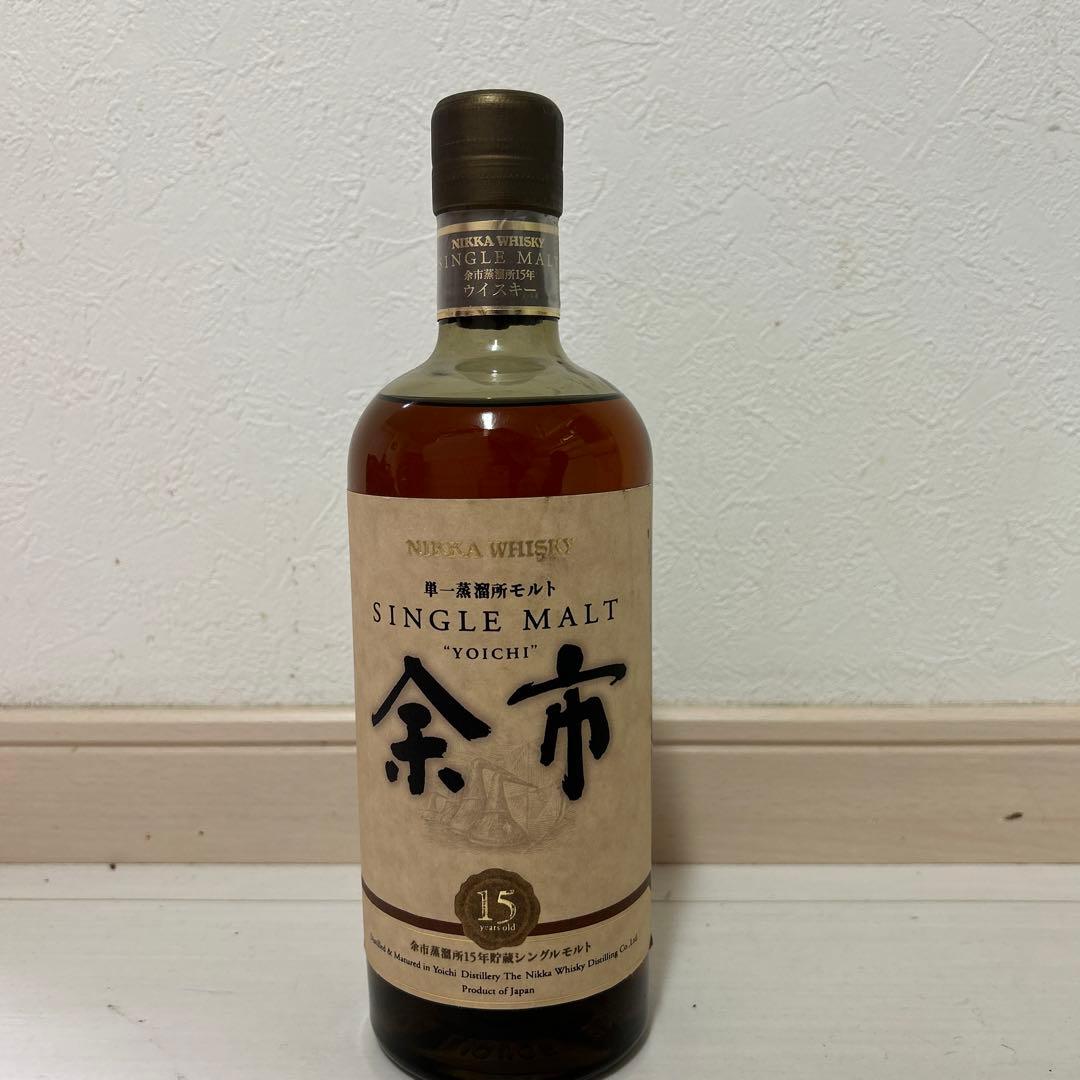 NIKKA WHISKY
SINGLE MALT
余市蒸溜所15年
ウイスキー
NIKKA WHISKY
単一蒸溜所モルト
SINGLE MALT
"YOICHI"
余市
15
years old
余市蒸溜所15年貯蔵シングルモルト
Distilled & Matured in Yoichi Distillery The Nikka Whisky Distilling Co.,Ltd.
Product of Japan